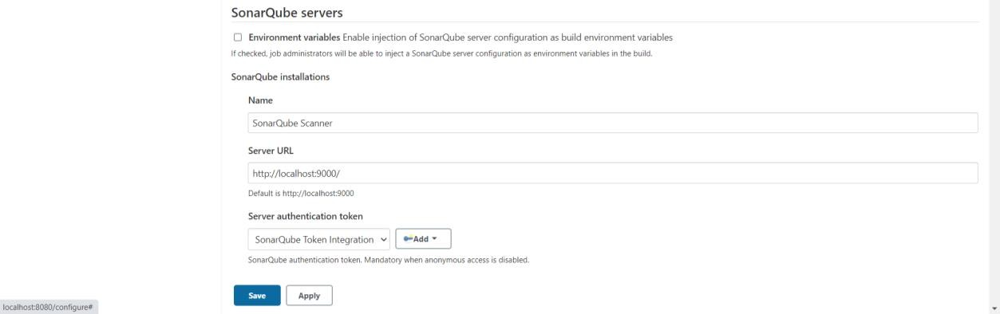 SonarQube servers
Environment variables Enable injection of SonarQube server configuration as build environment variables
If checked, job administrators will be able to inject a SonarQube server configuration as environment variables in the build.
SonarQube installations
Name
SonarQube Scanner
Server URL
http://localhost:9000/
Default is http://localhost:9000
Server authentication token
SonarQube Token Integration
Add
SonarQube authentication token. Mandatory when anonymous access is disabled.
Save Apply
localhost:8080/configure#